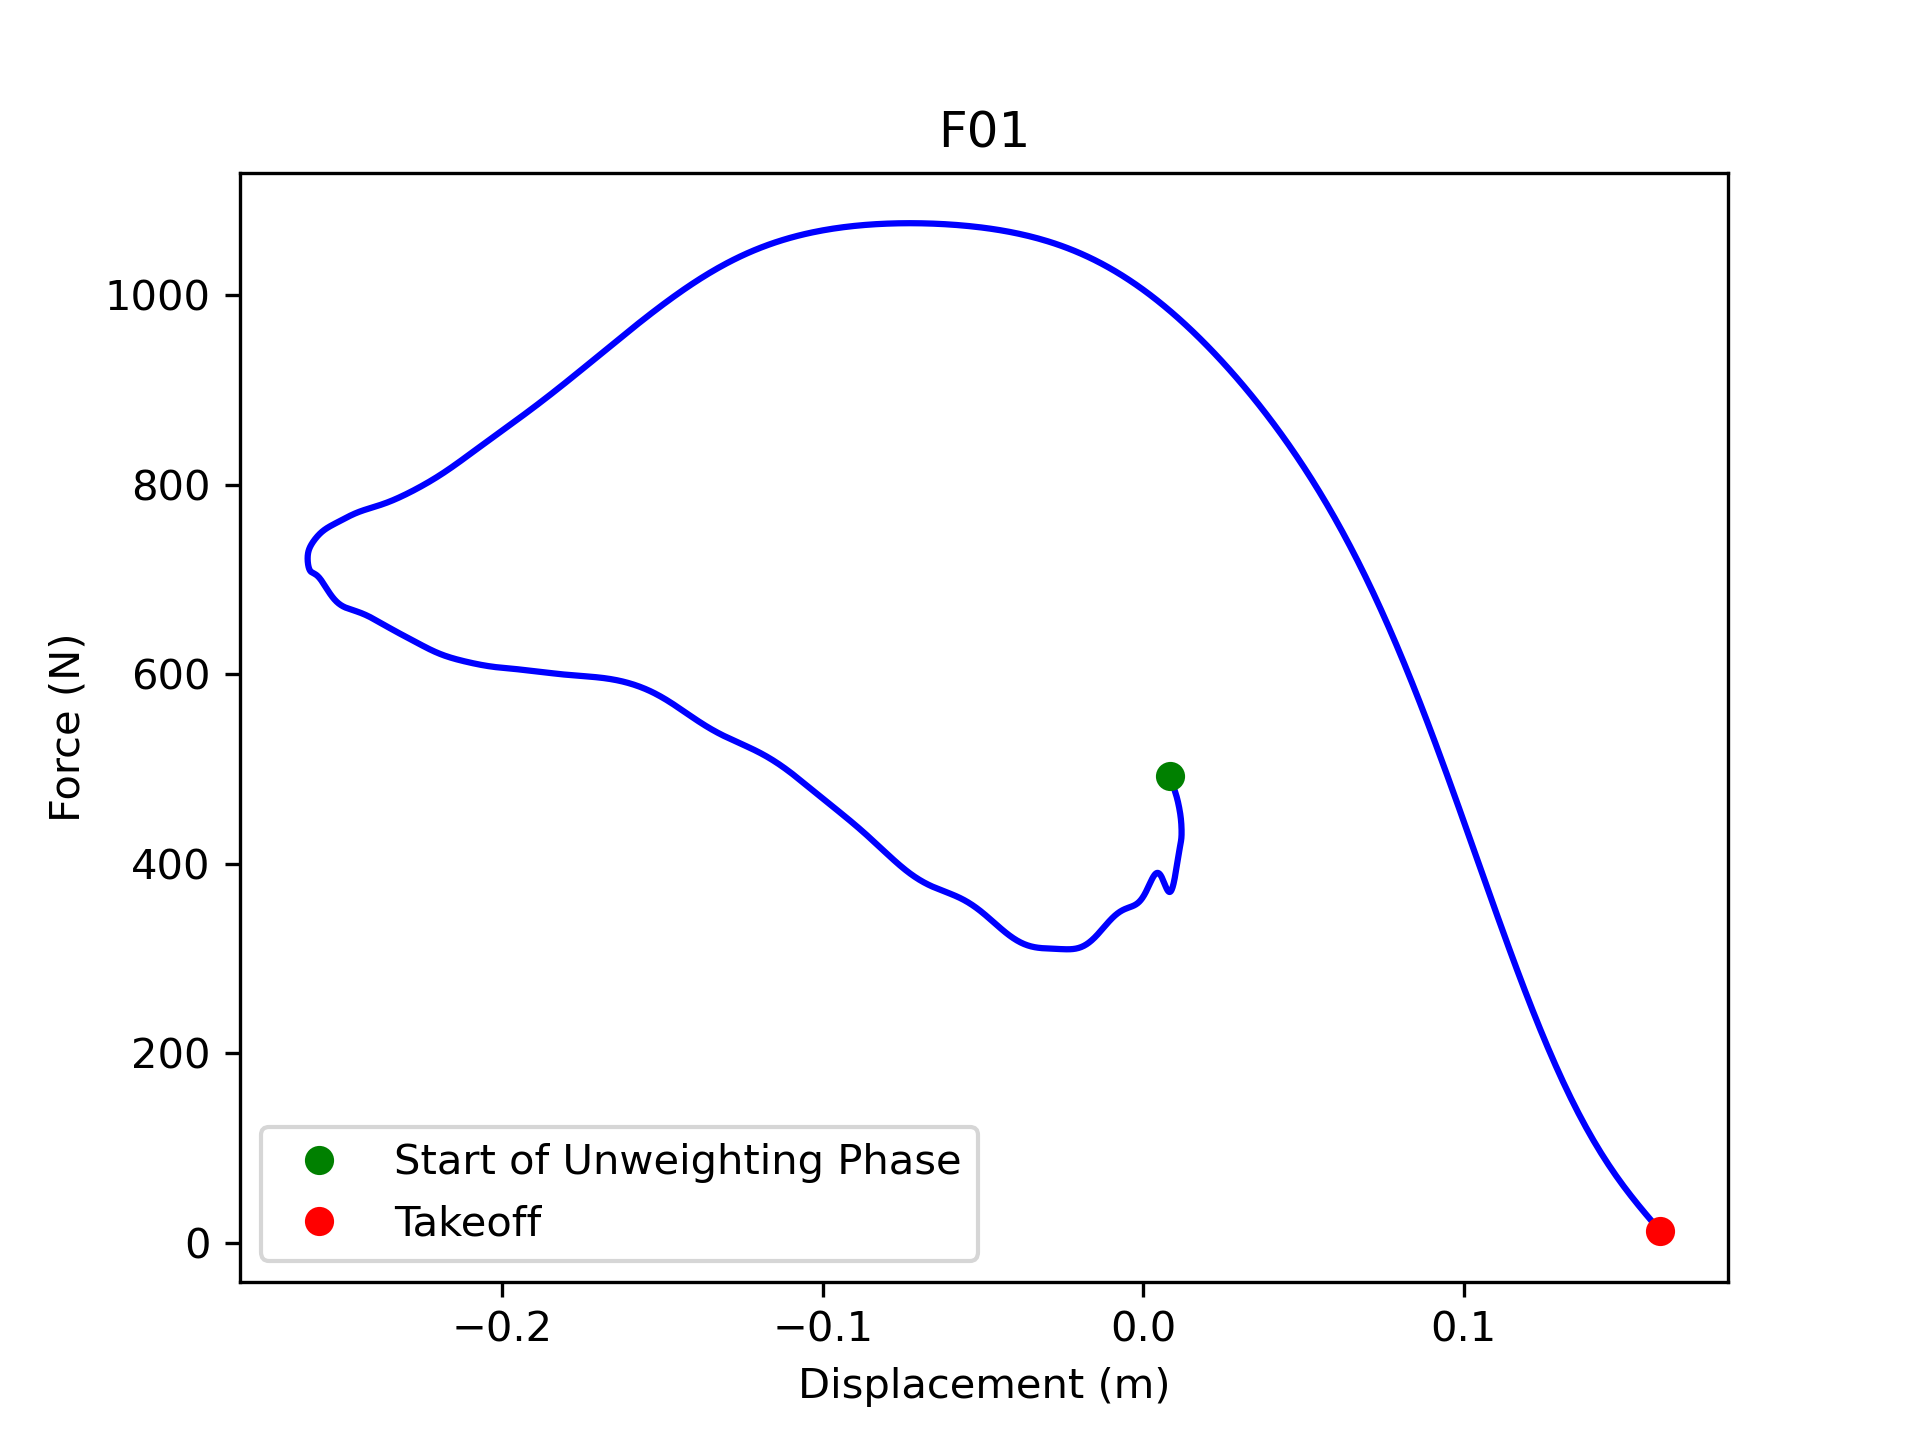 F01
1000
800
600
400
200
0
Force (N)
Start of Unweighting Phase
Takeoff
−0.2 −0.1 0.0 0.1
Displacement (m)